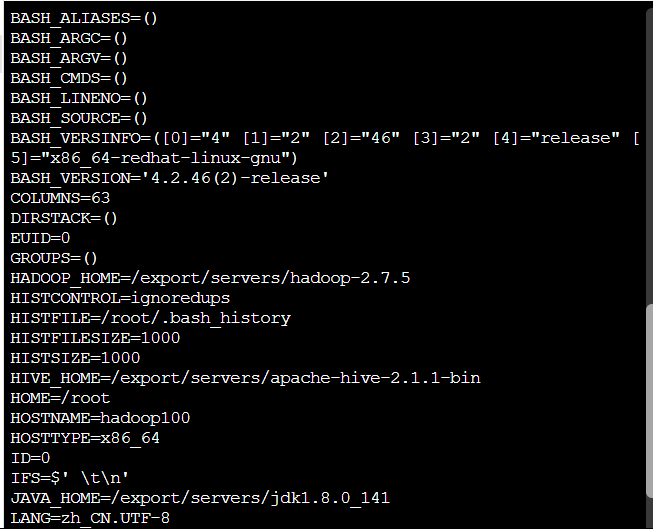 BASH_ALIASES=()
BASH_ARGC=()
BASH_ARGV=()
BASH_CMDS=()
BASH_LINENO=()
BASH_SOURCE=()
BASH_VERSINFO=([0]="4" [1]="2" [2]="46" [3]="2" [4]="release" [
5]="x86_64-redhat-linux-gnu")
BASH_VERSION='4.2.46(2)-release'
COLUMNS=63
DIRSTACK=()
EUID=0
GROUPS=()
HADOOP_HOME=/export/servers/hadoop-2.7.5
HISTCONTROL=ignoredups
HISTFILE=/root/.bash_history
HISTFILESIZE=1000
HISTSIZE=1000
HIVE_HOME=/export/servers/apache-hive-2.1.1-bin
HOME=/root
HOSTNAME=hadoop100
HOSTTYPE=x86_64
ID=0
IFS=$' \t\n'
JAVA_HOME=/export/servers/jdk1.8.0_141
LANG=zh_CN.UTF-8